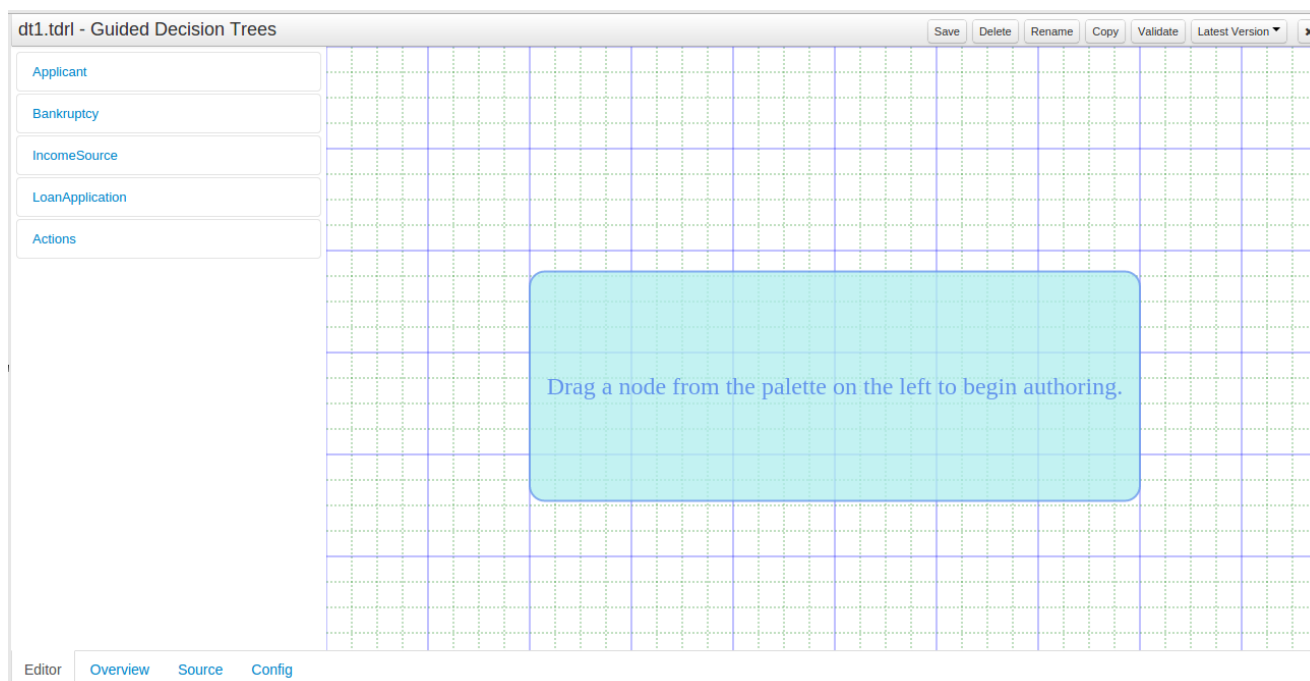 dt1.tdrl - Guided Decision Trees
Save Delete Rename Copy Validate Latest Version
Applicant
Bankruptcy
IncomeSource
LoanApplication
Actions
Drag a node from the palette on the left to begin authoring.
Editor Overview Source Config